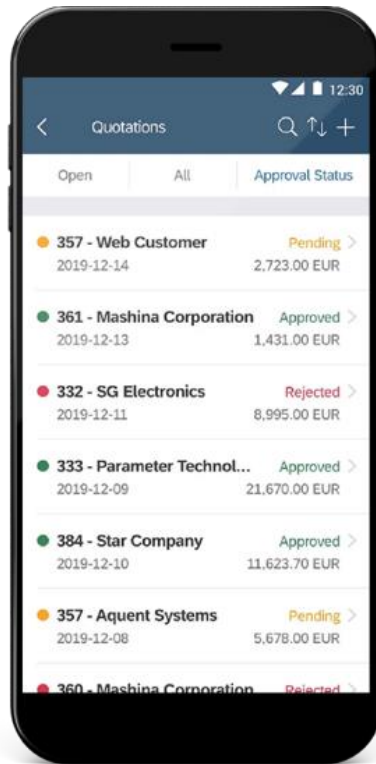 12:30
Quotations
Open All Approval Status
357 - Web Customer Pending
2019-12-14 2,723.00 EUR
361 - Mashina Corporation Approved
2019-12-13 1,431.00 EUR
332 - SG Electronics Rejected
2019-12-11 8,995.00 EUR
333 - Parameter Technol... Approved
2019-12-09 21,670.00 EUR
384 - Star Company Approved
2019-12-10 11,623.70 EUR
357 - Aquent Systems Pending
2019-12-08 5,678.00 EUR
360 - Mashina Corporation Rejected